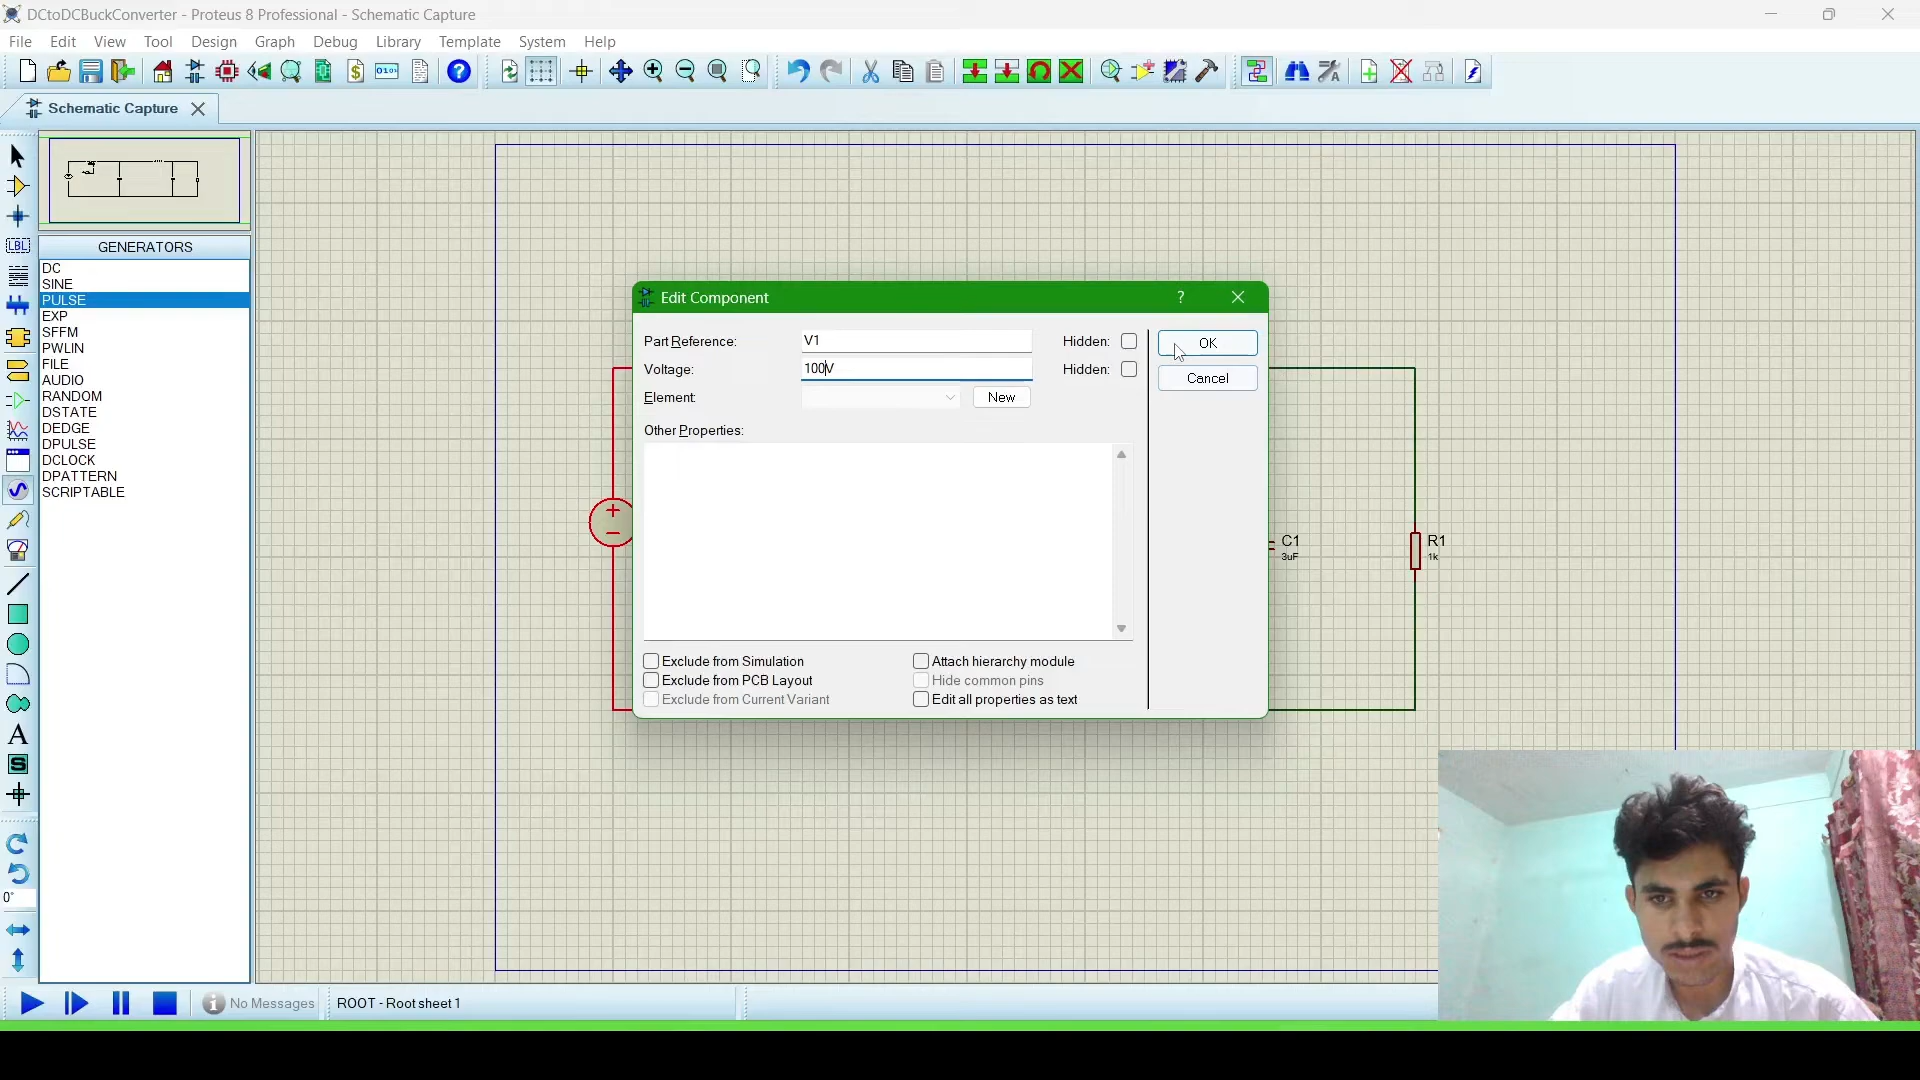 DCtoDCBuckConverter - Proteus 8 Professional - Schematic Capture
File Edit View Tool Design Graph Debug Library Template System Help
Schematic Capture
GENERATORS
DC
SINE
PULSE
EXP
SFFM
PWLIN
FILE
AUDIO
RANDOM
DSTATE
DEDGE
DPULSE
DCLOCK
DPATTERN
SCRIPTABLE
LBL
A
S
0°
Edit Component
?
Part Reference: V1 Hidden: OK
Voltage: 100V Hidden: Cancel
Element: New
Other Properties:
Exclude from Simulation Attach hierarchy module
Exclude from PCB Layout Hide common pins
Exclude from Current Variant Edit all properties as text
C1
3uF
R1
1k
No Messages ROOT - Root sheet 1